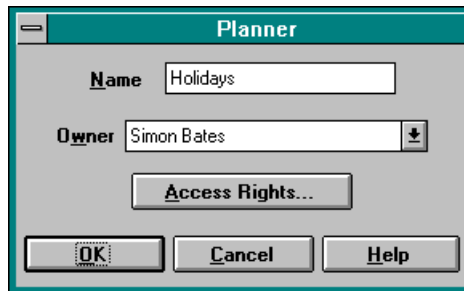 Planner
Name Holidays
Owner Simon Bates
Access Rights...
OK Cancel Help